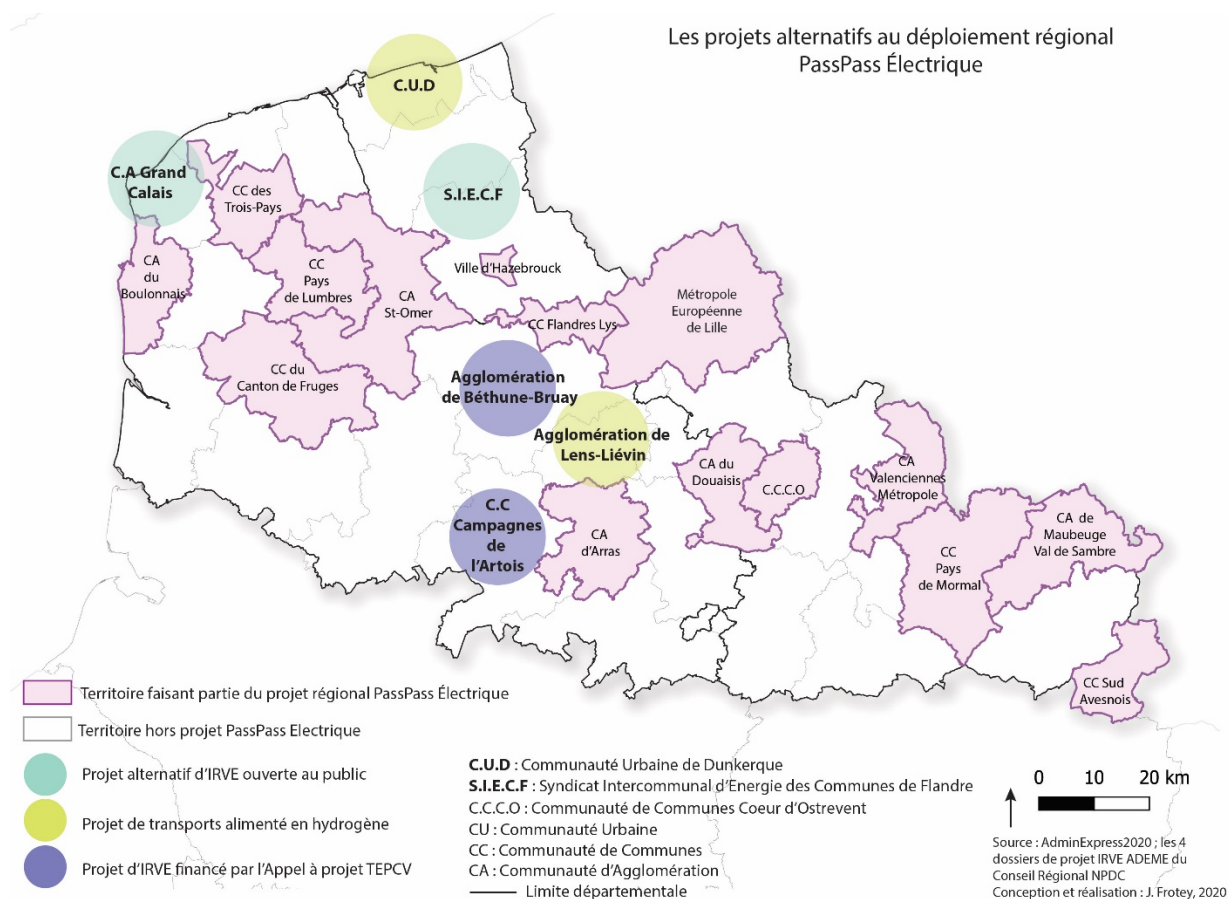 Les projets alternatifs au déploiement régional
PassPass Électrique
C.U.D
C.A Grand
Calais
CC des
Trois-Pays
S.I.E.C.F
CA
du
Boulonnais
CC
Pays
de Lumbres
CA
St-Omer
Ville d'Hazebrouck
CC Flandres Lys
Métropole
Européenne
de Lille
CC du
Canton de Fruges
Agglomération
de Béthune-Bruay
Agglomération de
Lens-Liévin
CA du
Douaisis
C.C.C.O
CA
Valenciennes
Métropole
C.C
Campagnes
de
l'Artois
CA
d'Arras
CC
Pays
de Mormal
CA de
Maubeuge
Val de Sambre
CC Sud
Avesnois
Territoire faisant partie du projet régional PassPass Électrique
Territoire hors projet PassPass Electrique
Projet alternatif d'IRVE ouverte au public
Projet de transports alimenté en hydrogène
Projet d'IRVE financé par l'Appel à projet TEPCV
C.U.D : Communauté Urbaine de Dunkerque
S.I.E.C.F : Syndicat Intercommunal d'Energie des Communes de Flandre
C.C.C.O : Communauté de Communes Coeur d'Ostrevent
CU : Communauté Urbaine
CC : Communauté de Communes
CA : Communauté d'Agglomération
Limite départementale
0 10 20 km
Source : AdminExpress2020 ; les 4
dossiers de projet IRVE ADEME du
Conseil Régional NPDC
Conception et réalisation : J. Frotey, 2020